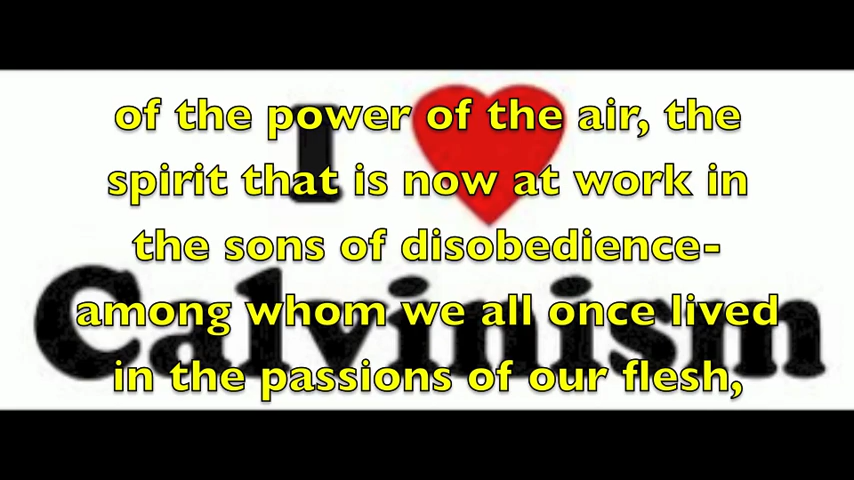 of the power of the air, the
spirit that is now at work in
the sons of disobedience-
among whom we all once lived
in the passions of our flesh,
I
Calvinism